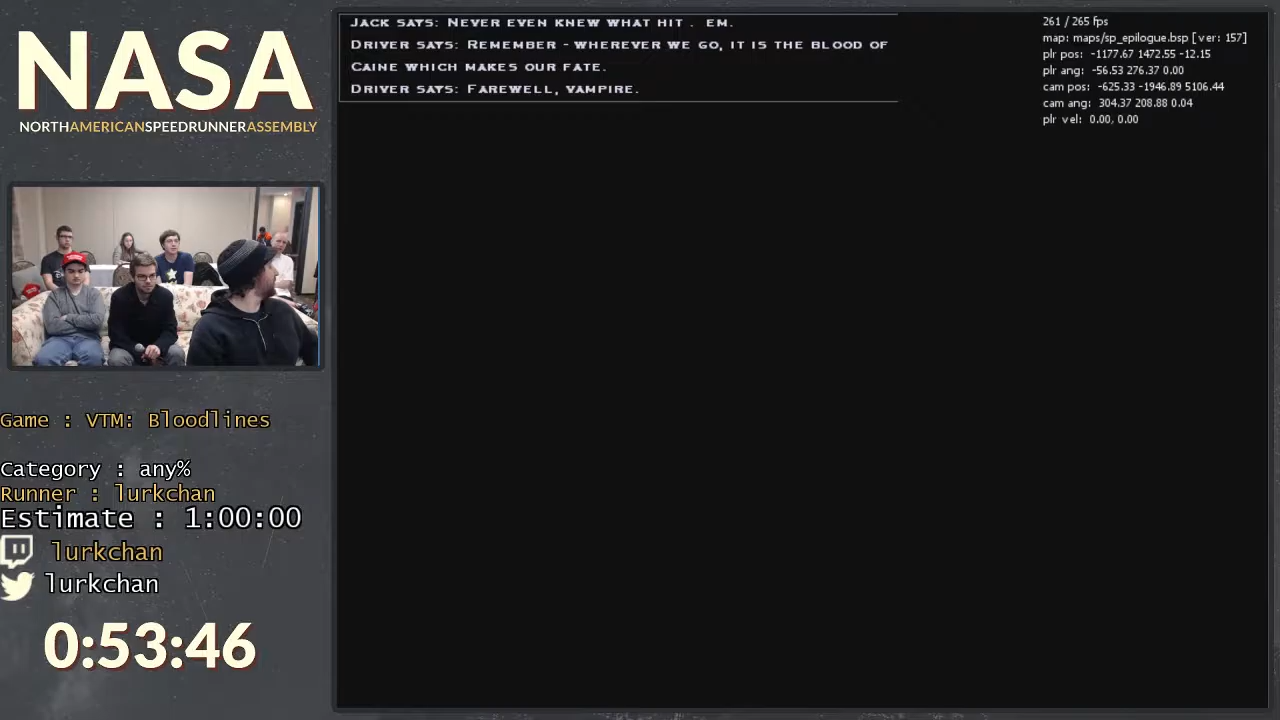 NASA
NORTHAMERICANSPEEDRUNNERASSEMBLY
Game : VTM: Bloodlines
Category : any%
Runner : lurkchan
Estimate : 1:00:00
lurkchan
lurkchan
0:53:46
JACK SAYS: NEVER EVEN KNEW WHAT HIT . EM.
DRIVER SAYS: REMEMBER - WHEREVER WE GO, IT IS THE BLOOD OF
CAINE WHICH MAKES OUR FATE.
DRIVER SAYS: FAREWELL, VAMPIRE.
261 / 265 fps
map: maps/sp_epilogue.bsp [ver: 157]
plr pos: -1177.67 1472.55 -12.15
plr ang: -56.53 276.37 0.00
cam pos: -625.33 -1946.89 5106.44
cam ang: 304.37 208.88 0.04
plr vel: 0.00, 0.00